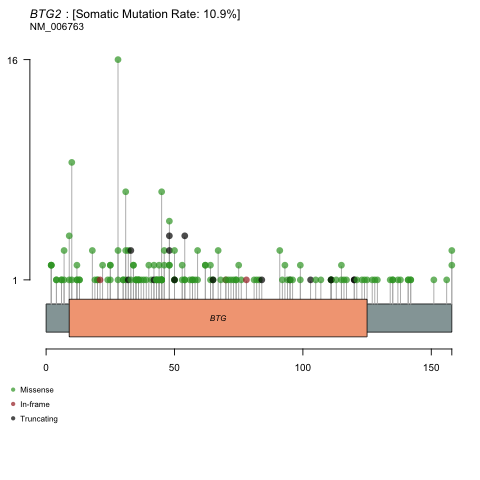 BTG2 : [Somatic Mutation Rate: 10.9%]
NM_006763
16
1
BTG
0 50 100 150
Missense
In-frame
Truncating